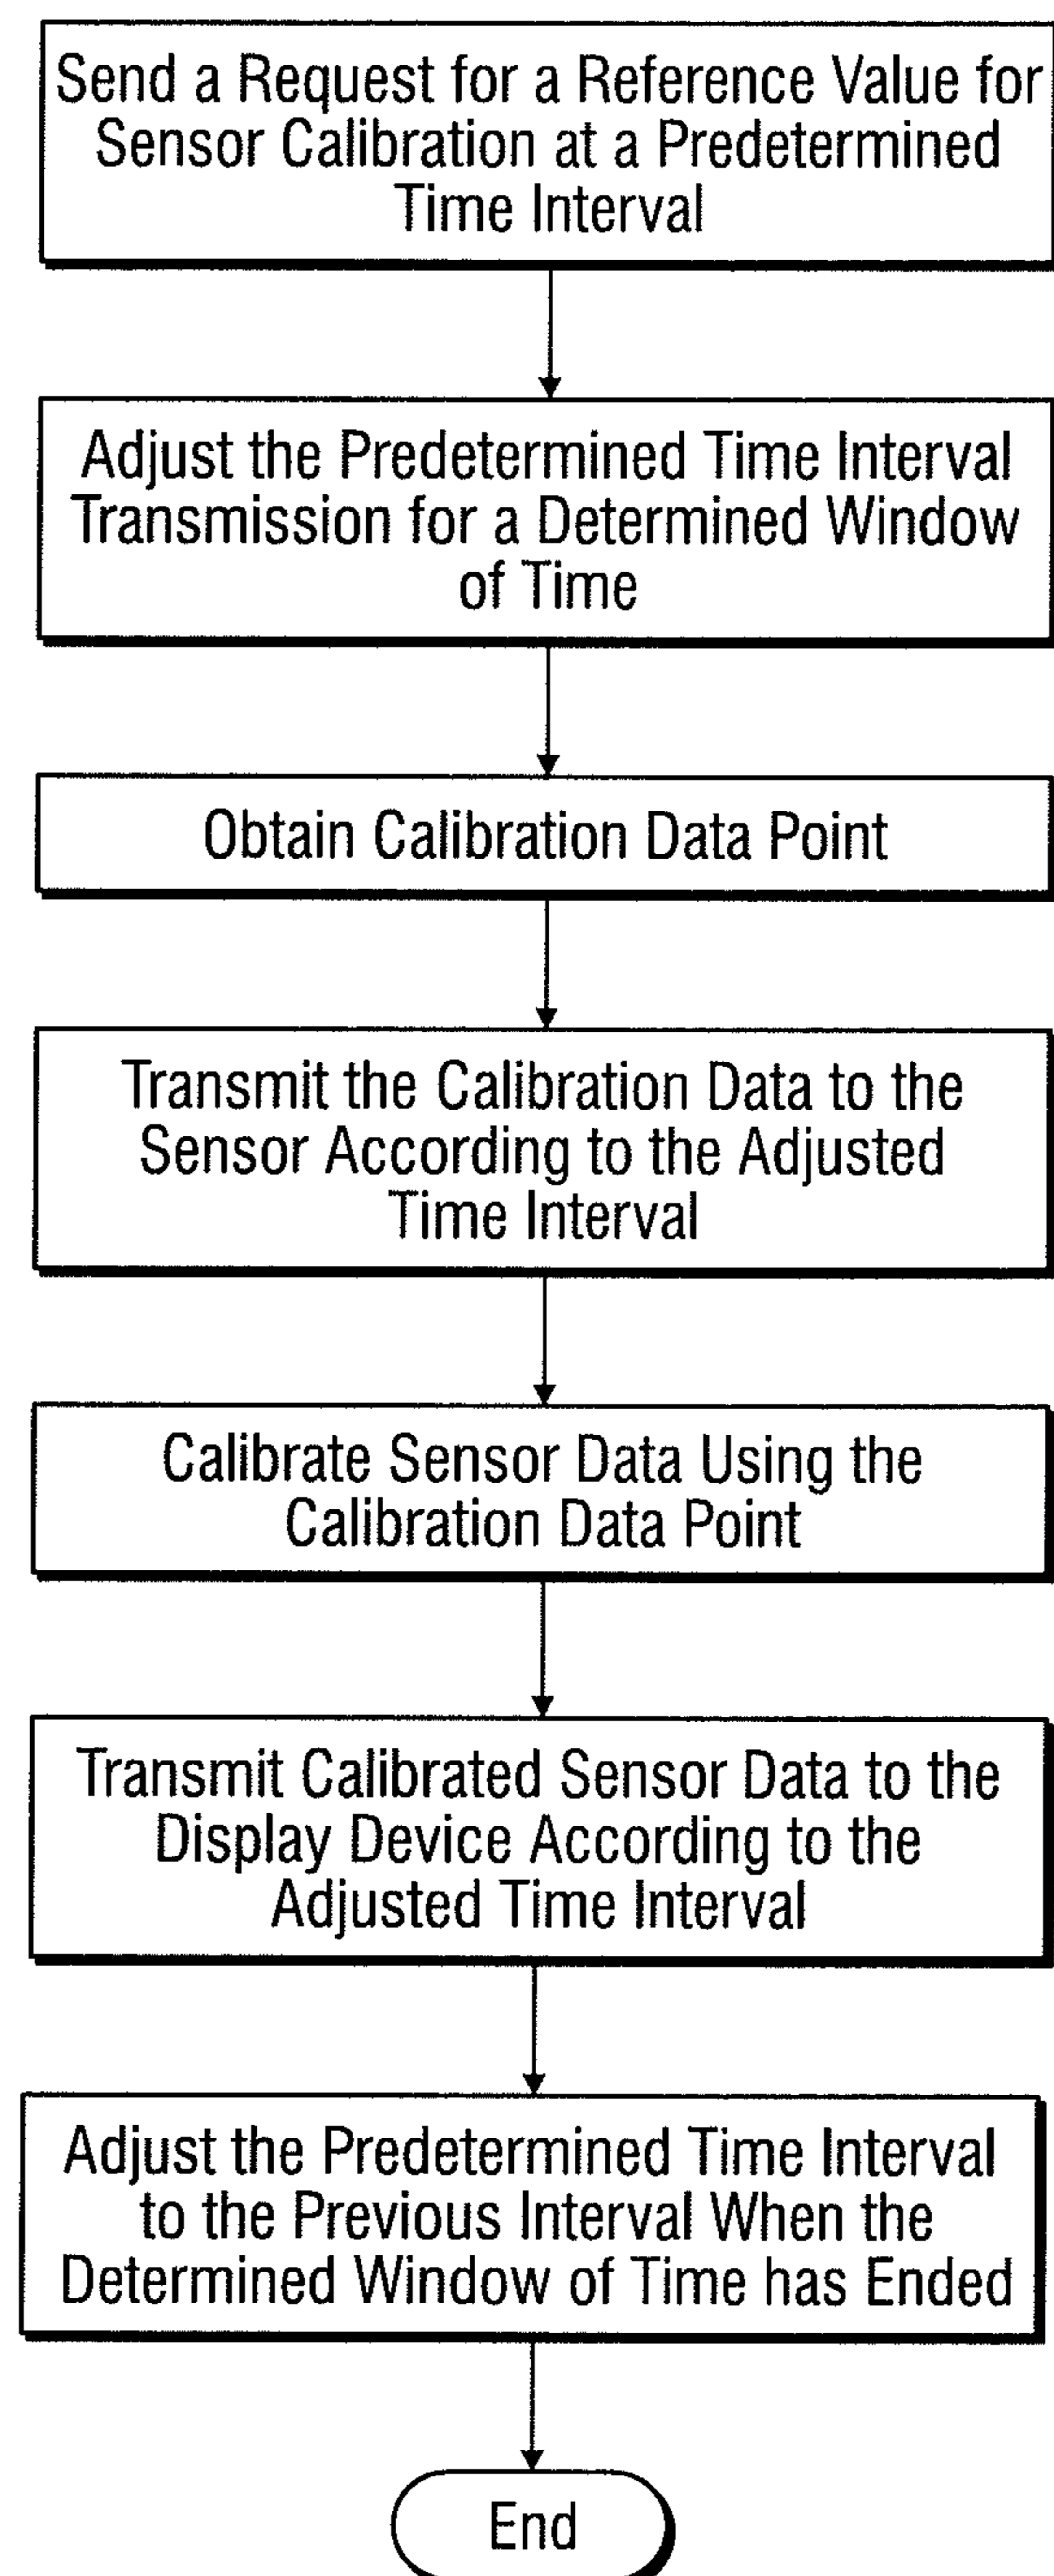 Send a Request for a Reference Value for
Sensor Calibration at a Predetermined
Time Interval
Adjust the Predetermined Time Interval
Transmission for a Determined Window
of Time
Obtain Calibration Data Point
Transmit the Calibration Data to the
Sensor According to the Adjusted
Time Interval
Calibrate Sensor Data Using the
Calibration Data Point
Transmit Calibrated Sensor Data to the
Display Device According to the
Adjusted Time Interval
Adjust the Predetermined Time Interval
to the Previous Interval When the
Determined Window of Time has Ended
End